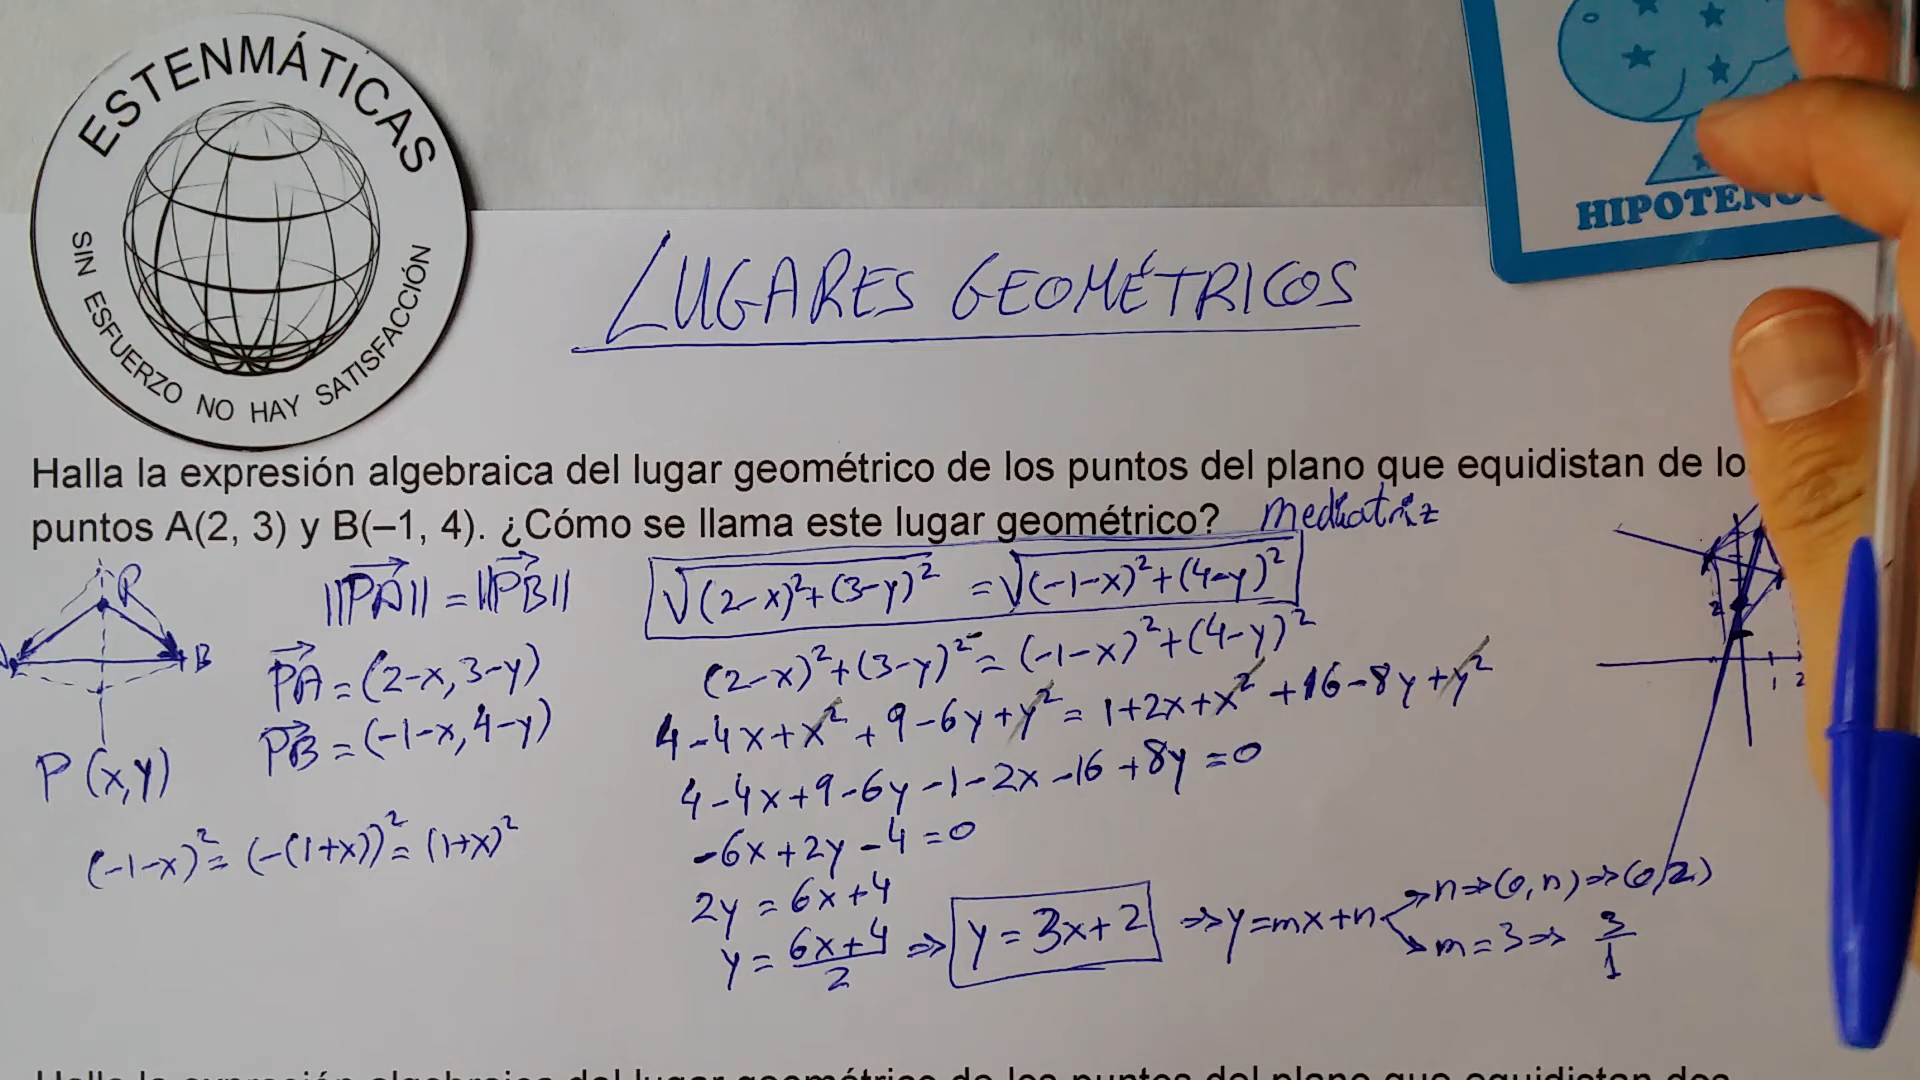 ESTENMÁTICAS
SIN ESFUERZO NO HAY SATISFACCIÓN
LUGARES GEOMÉTRICOS
Halla la expresión algebraica del lugar geométrico de los puntos del plano que equidistan de lo
puntos A(2, 3) y B(–1, 4). ¿Cómo se llama este lugar geométrico? Mediatriz
B
P(x,y)
||PA|| = ||PB||
PA = (2-x, 3-y)
PB = (-1-x, 4-y)
(-1-x)² = (-(1+x))² = (1+x)²
√(2-x)²+(3-y)² = √(-1-x)²+(4-y)²
(2-x)²+(3-y)² = (-1-x)²+(4-y)²
4-4x+x²+9-6y+y² = 1+2x+x²+16-8y+y²
4-4x+9-6y-1-2x-16+8y=0
-6x+2y-4=0
2y = 6x+4
y = 6x+4/2 ⇒ y = 3x+2 ⇒ y=mx+n
n⇒(0,n)⇒(0,2)
m=3⇒ 3/1
2
1 2